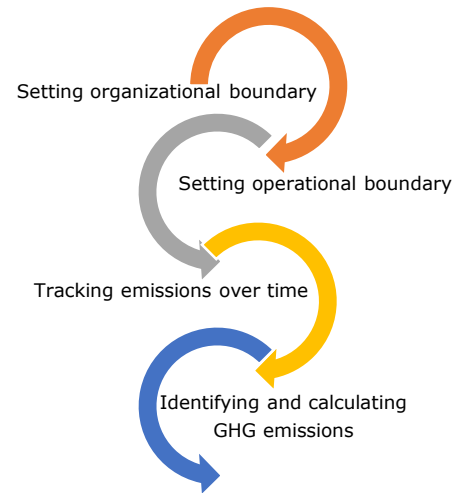 Setting organizational boundary
Setting operational boundary
Tracking emissions over time
Identifying and calculating
GHG emissions